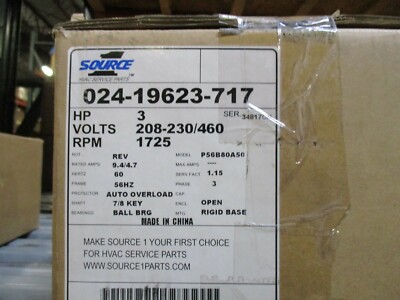 SOURCE 1
HVAC SERVICE PARTS
024-19623-717
HP 3 SER.
VOLTS 208-230/460
RPM 1725
ROT REV MODEL P56B80A50
RATED AMPS 9.4/4.7 MAX AMPS —
HERTZ 60 SERV.FACT 1.15
FRAME 56HZ PHASE 3
PROTECTOR AUTO OVERLOAD CAP.
SHAFT 7/8 KEY ENCL OPEN
BEARINGS BALL BRG MTG RIGID BASE
MADE IN CHINA
MAKE SOURCE 1 YOUR FIRST CHOICE
FOR HVAC SERVICE PARTS
WWW.SOURCE1PARTS.COM